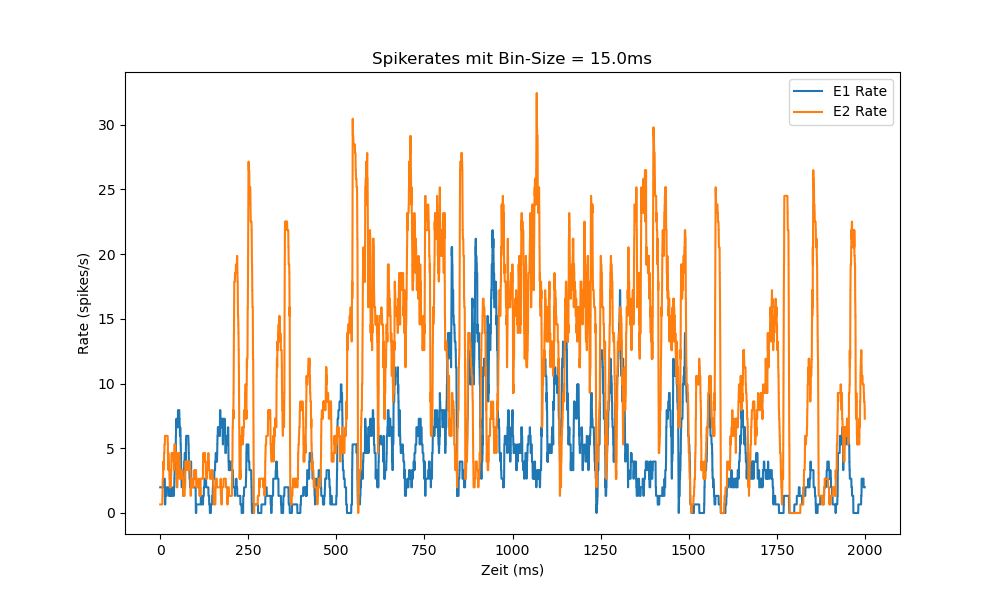 Spikerates mit Bin-Size = 15.0ms
E1 Rate
E2 Rate
Rate (spikes/s)
30
25
20
15
10
5
0
0 250 500 750 1000 1250 1500 1750 2000
Zeit (ms)